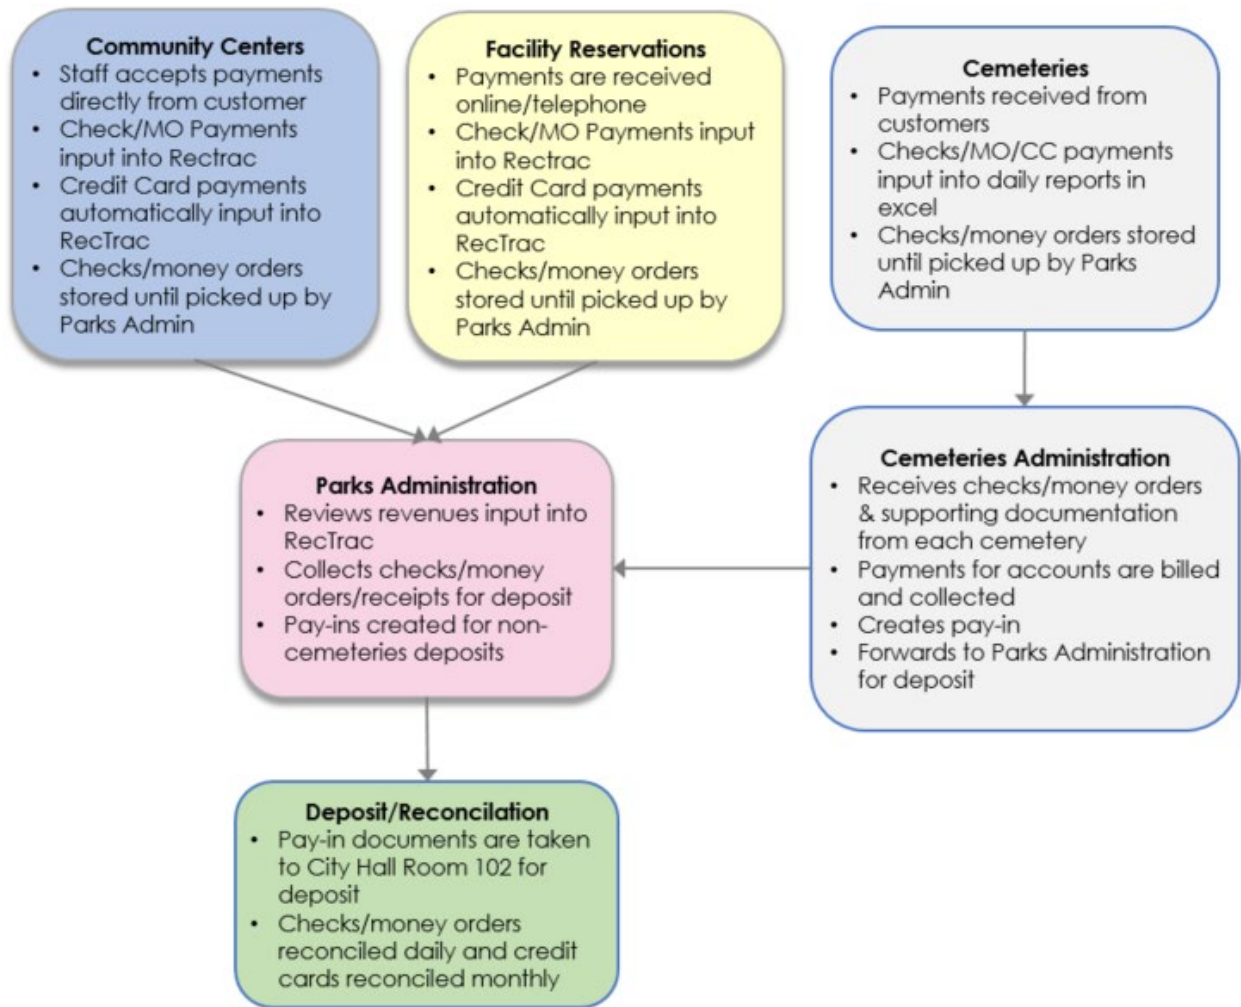 Community Centers
• Staff accepts payments
directly from customer
• Check/MO Payments
input into Rectrac
• Credit Card payments
automatically input into
RecTrac
• Checks/money orders
stored until picked up by
Parks Admin
Facility Reservations
• Payments are received
online/telephone
• Check/MO Payments input
into Rectrac
• Credit Card payments
automatically input into
RecTrac
• Checks/money orders
stored until picked up by
Parks Admin
Cemeteries
• Payments received from
customers
• Checks/MO/CC payments
input into daily reports in
excel
• Checks/money orders stored
until picked up by Parks
Admin
Parks Administration
• Reviews revenues input into
RecTrac
• Collects checks/money
orders/receipts for deposit
• Pay-ins created for non-
cemeteries deposits
Cemeteries Administration
• Receives checks/money orders
& supporting documentation
from each cemetery
• Payments for accounts are billed
and collected
• Creates pay-in
• Forwards to Parks Administration
for deposit
Deposit/Reconcilation
• Pay-in documents are taken
to City Hall Room 102 for
deposit
• Checks/money orders
reconciled daily and credit
cards reconciled monthly